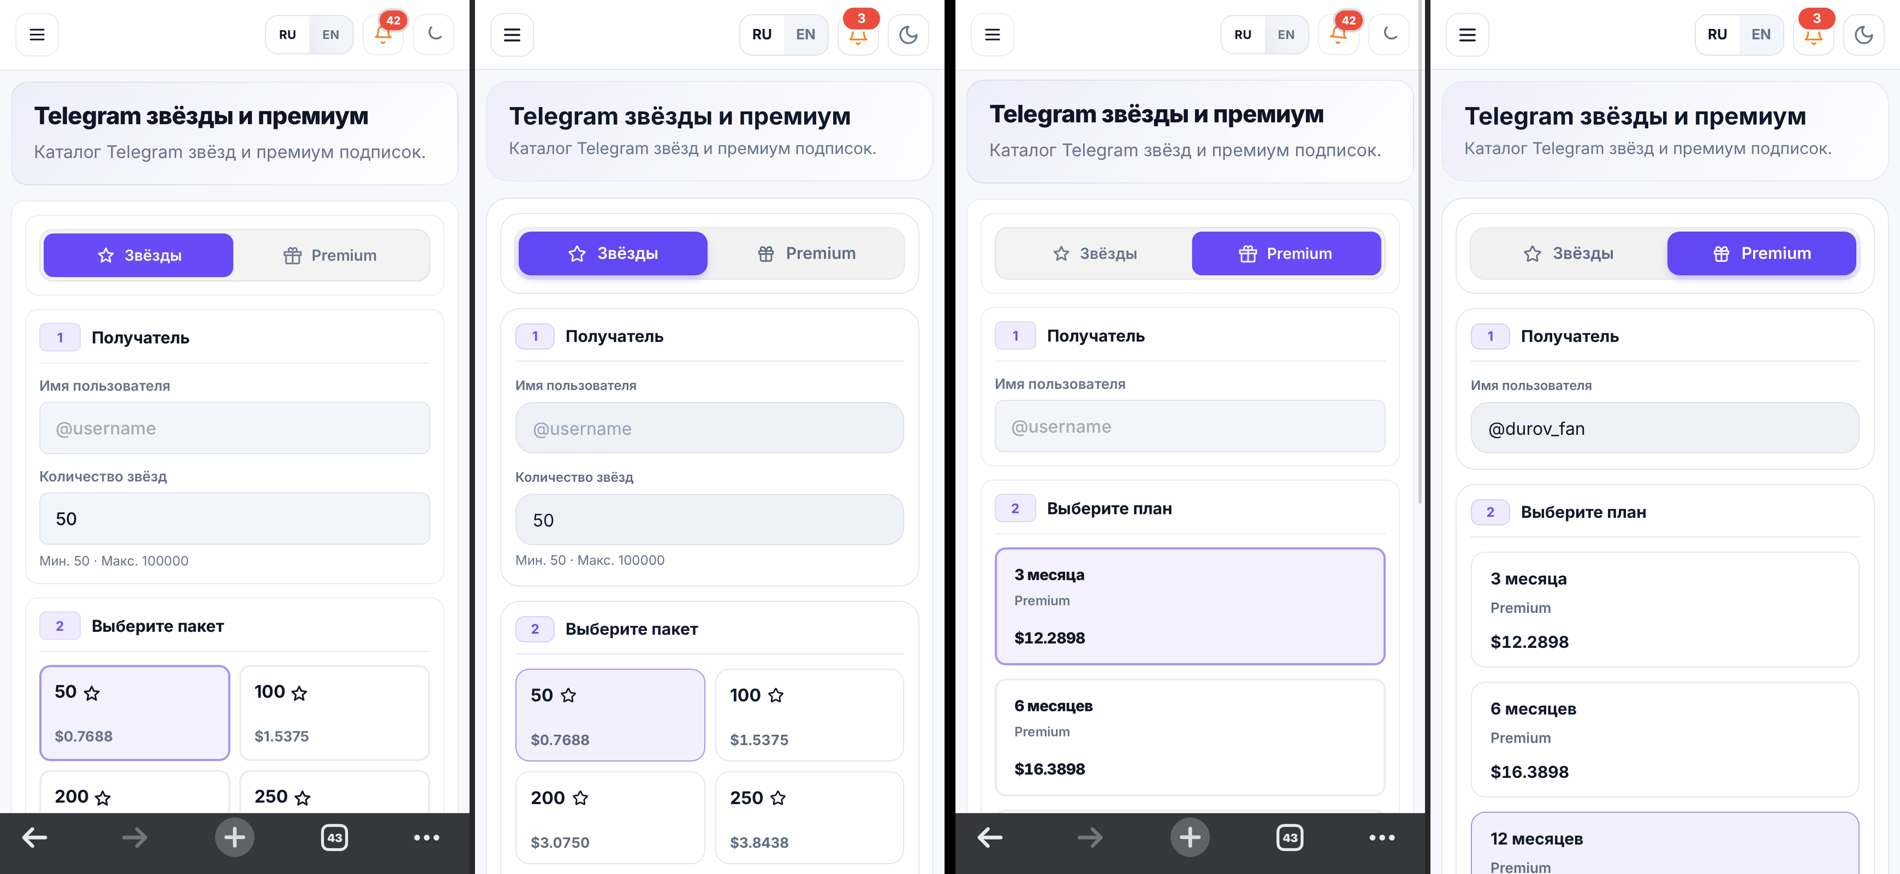 RU EN 42
Telegram звёзды и премиум
Каталог Telegram звёзд и премиум подписок.
Звёзды Premium
1 Получатель
Имя пользователя
@username
Количество звёзд
50
Мин. 50 · Макс. 100000
2 Выберите пакет
50 100
$0.7688 $1.5375
200 250
43
RU EN 3
Telegram звёзды и премиум
Каталог Telegram звёзд и премиум подписок.
Звёзды Premium
1 Получатель
Имя пользователя
@username
Количество звёзд
50
Мин. 50 · Макс. 100000
2 Выберите пакет
50 100
$0.7688 $1.5375
200 250
$3.0750 $3.8438
RU EN 42
Telegram звёзды и премиум
Каталог Telegram звёзд и премиум подписок.
Звёзды Premium
1 Получатель
Имя пользователя
@username
2 Выберите план
3 месяца
Premium
$12.2898
6 месяцев
Premium
$16.3898
43
RU EN 3
Telegram звёзды и премиум
Каталог Telegram звёзд и премиум подписок.
Звёзды Premium
1 Получатель
Имя пользователя
@durov_fan
2 Выберите план
3 месяца
Premium
$12.2898
6 месяцев
Premium
$16.3898
12 месяцев
Premium